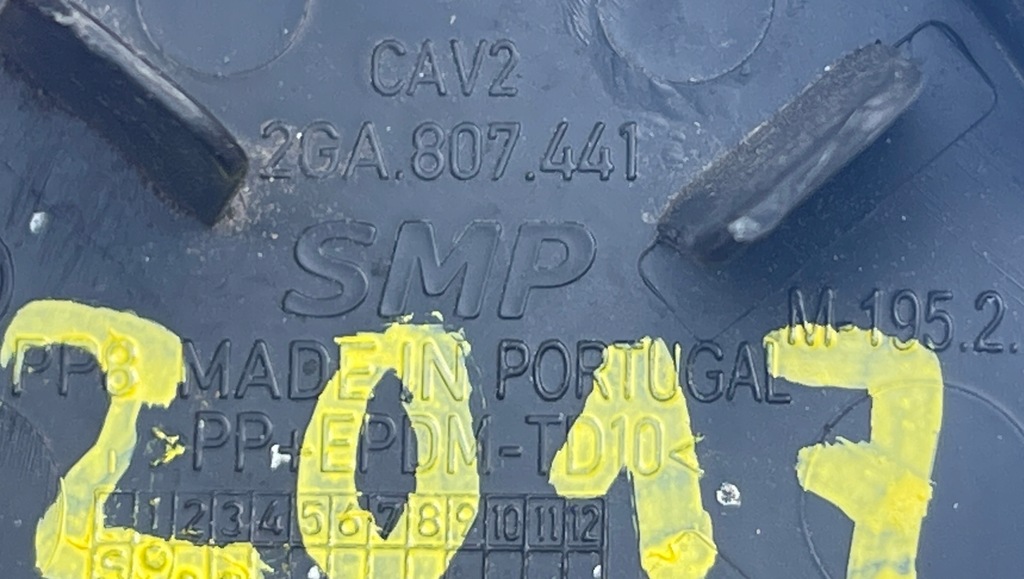 CAV2
2GA.807.441
SMP
M-195.2.
PP8 MADE IN PORTUGAL
>PP+EPDM-TD10<
2017
1 2 3 4 5 6 7 8 9 10 11 12